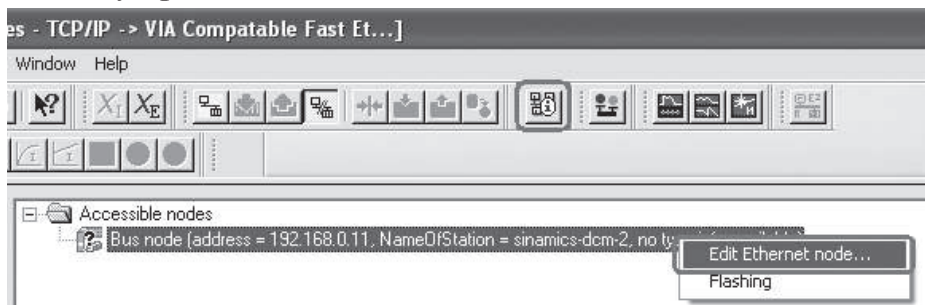 es - TCP/IP -> VIA Compatable Fast Et...]
Window Help
Accessible nodes
Bus node (address = 192.168.0.11, NameOfStation = sinamics-dcm-2, no ty
Edit Ethernet node...
Flashing